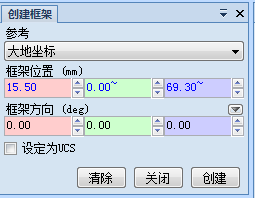 创建框架
参考
大地坐标
框架位置 (mm)
15.50 0.00~ 69.30~
框架方向 (deg)
0.00 0.00 0.00
设定为UCS
清除 关闭 创建